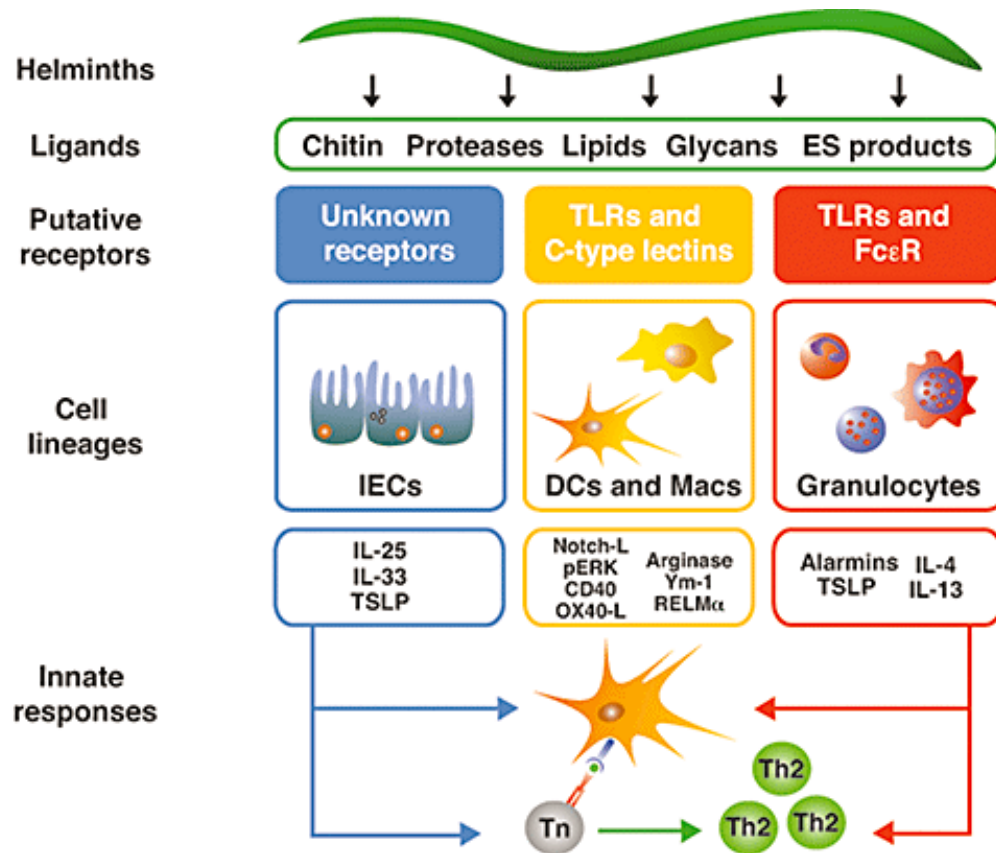 Helminths
Ligands
Chitin Proteases Lipids Glycans ES products
Putative
receptors
Unknown
receptors
TLRs and
C-type lectins
TLRs and
FcεR
Cell
lineages
IECs
DCs and Macs
Granulocytes
Innate
responses
IL-25
IL-33
TSLP
Notch-L
pERK
CD40
OX40-L
Arginase
Ym-1
RELMα
Alarmins
TSLP
IL-4
IL-13
Tn
Th2
Th2
Th2